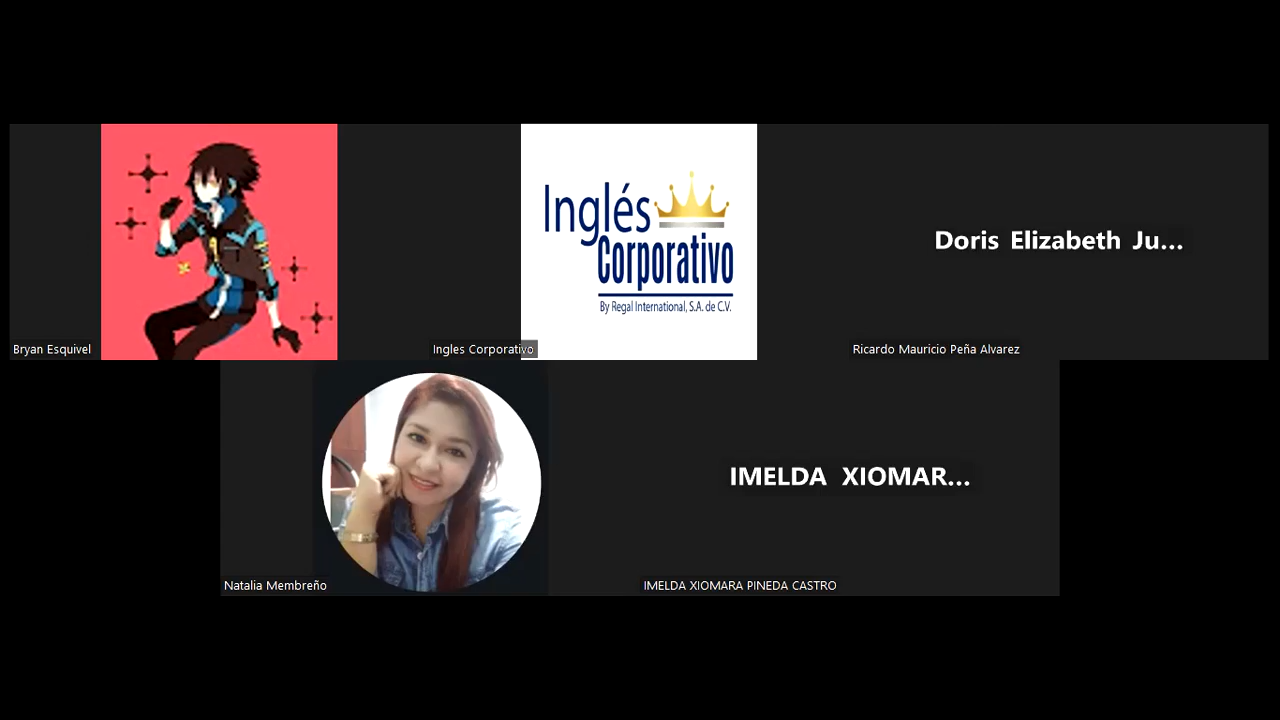 Inglés
Corporativo
By Regal International, S.A. de C.V.
Doris Elizabeth Ju...
Bryan Esquivel
Ingles Corporativo
Ricardo Mauricio Peña Alvarez
IMELDA XIOMAR...
Natalia Membreño
IMELDA XIOMARA PINEDA CASTRO